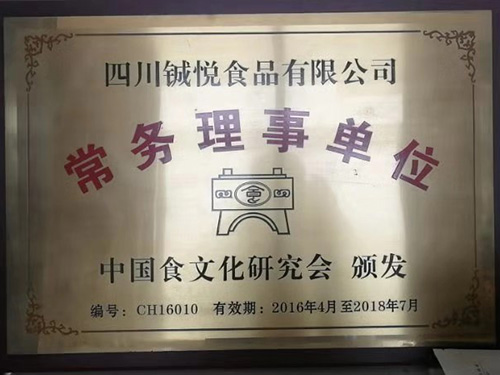 四川铖悦食品有限公司
常务理事单位
食
中国食文化研究会 颁发
编号：CH16010 有效期：2016年4月至2018年7月